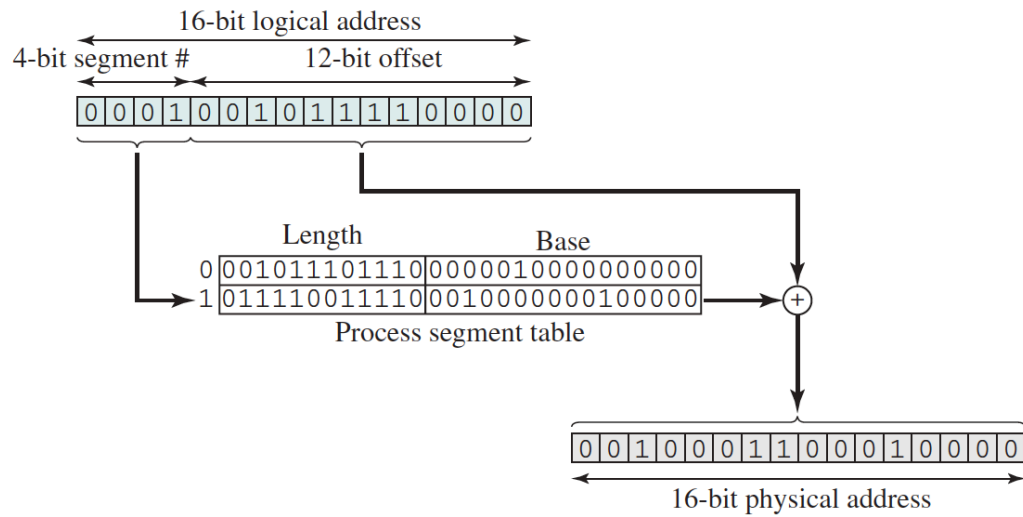 16-bit logical address
4-bit segment # 12-bit offset
0 0 0 1 0 0 1 0 1 1 1 1 0 0 0 0
Length Base
0 001011101110 0000010000000000
1 011110011110 0010000000100000
+
Process segment table
0 0 1 0 0 0 1 1 0 0 0 1 0 0 0 0
16-bit physical address